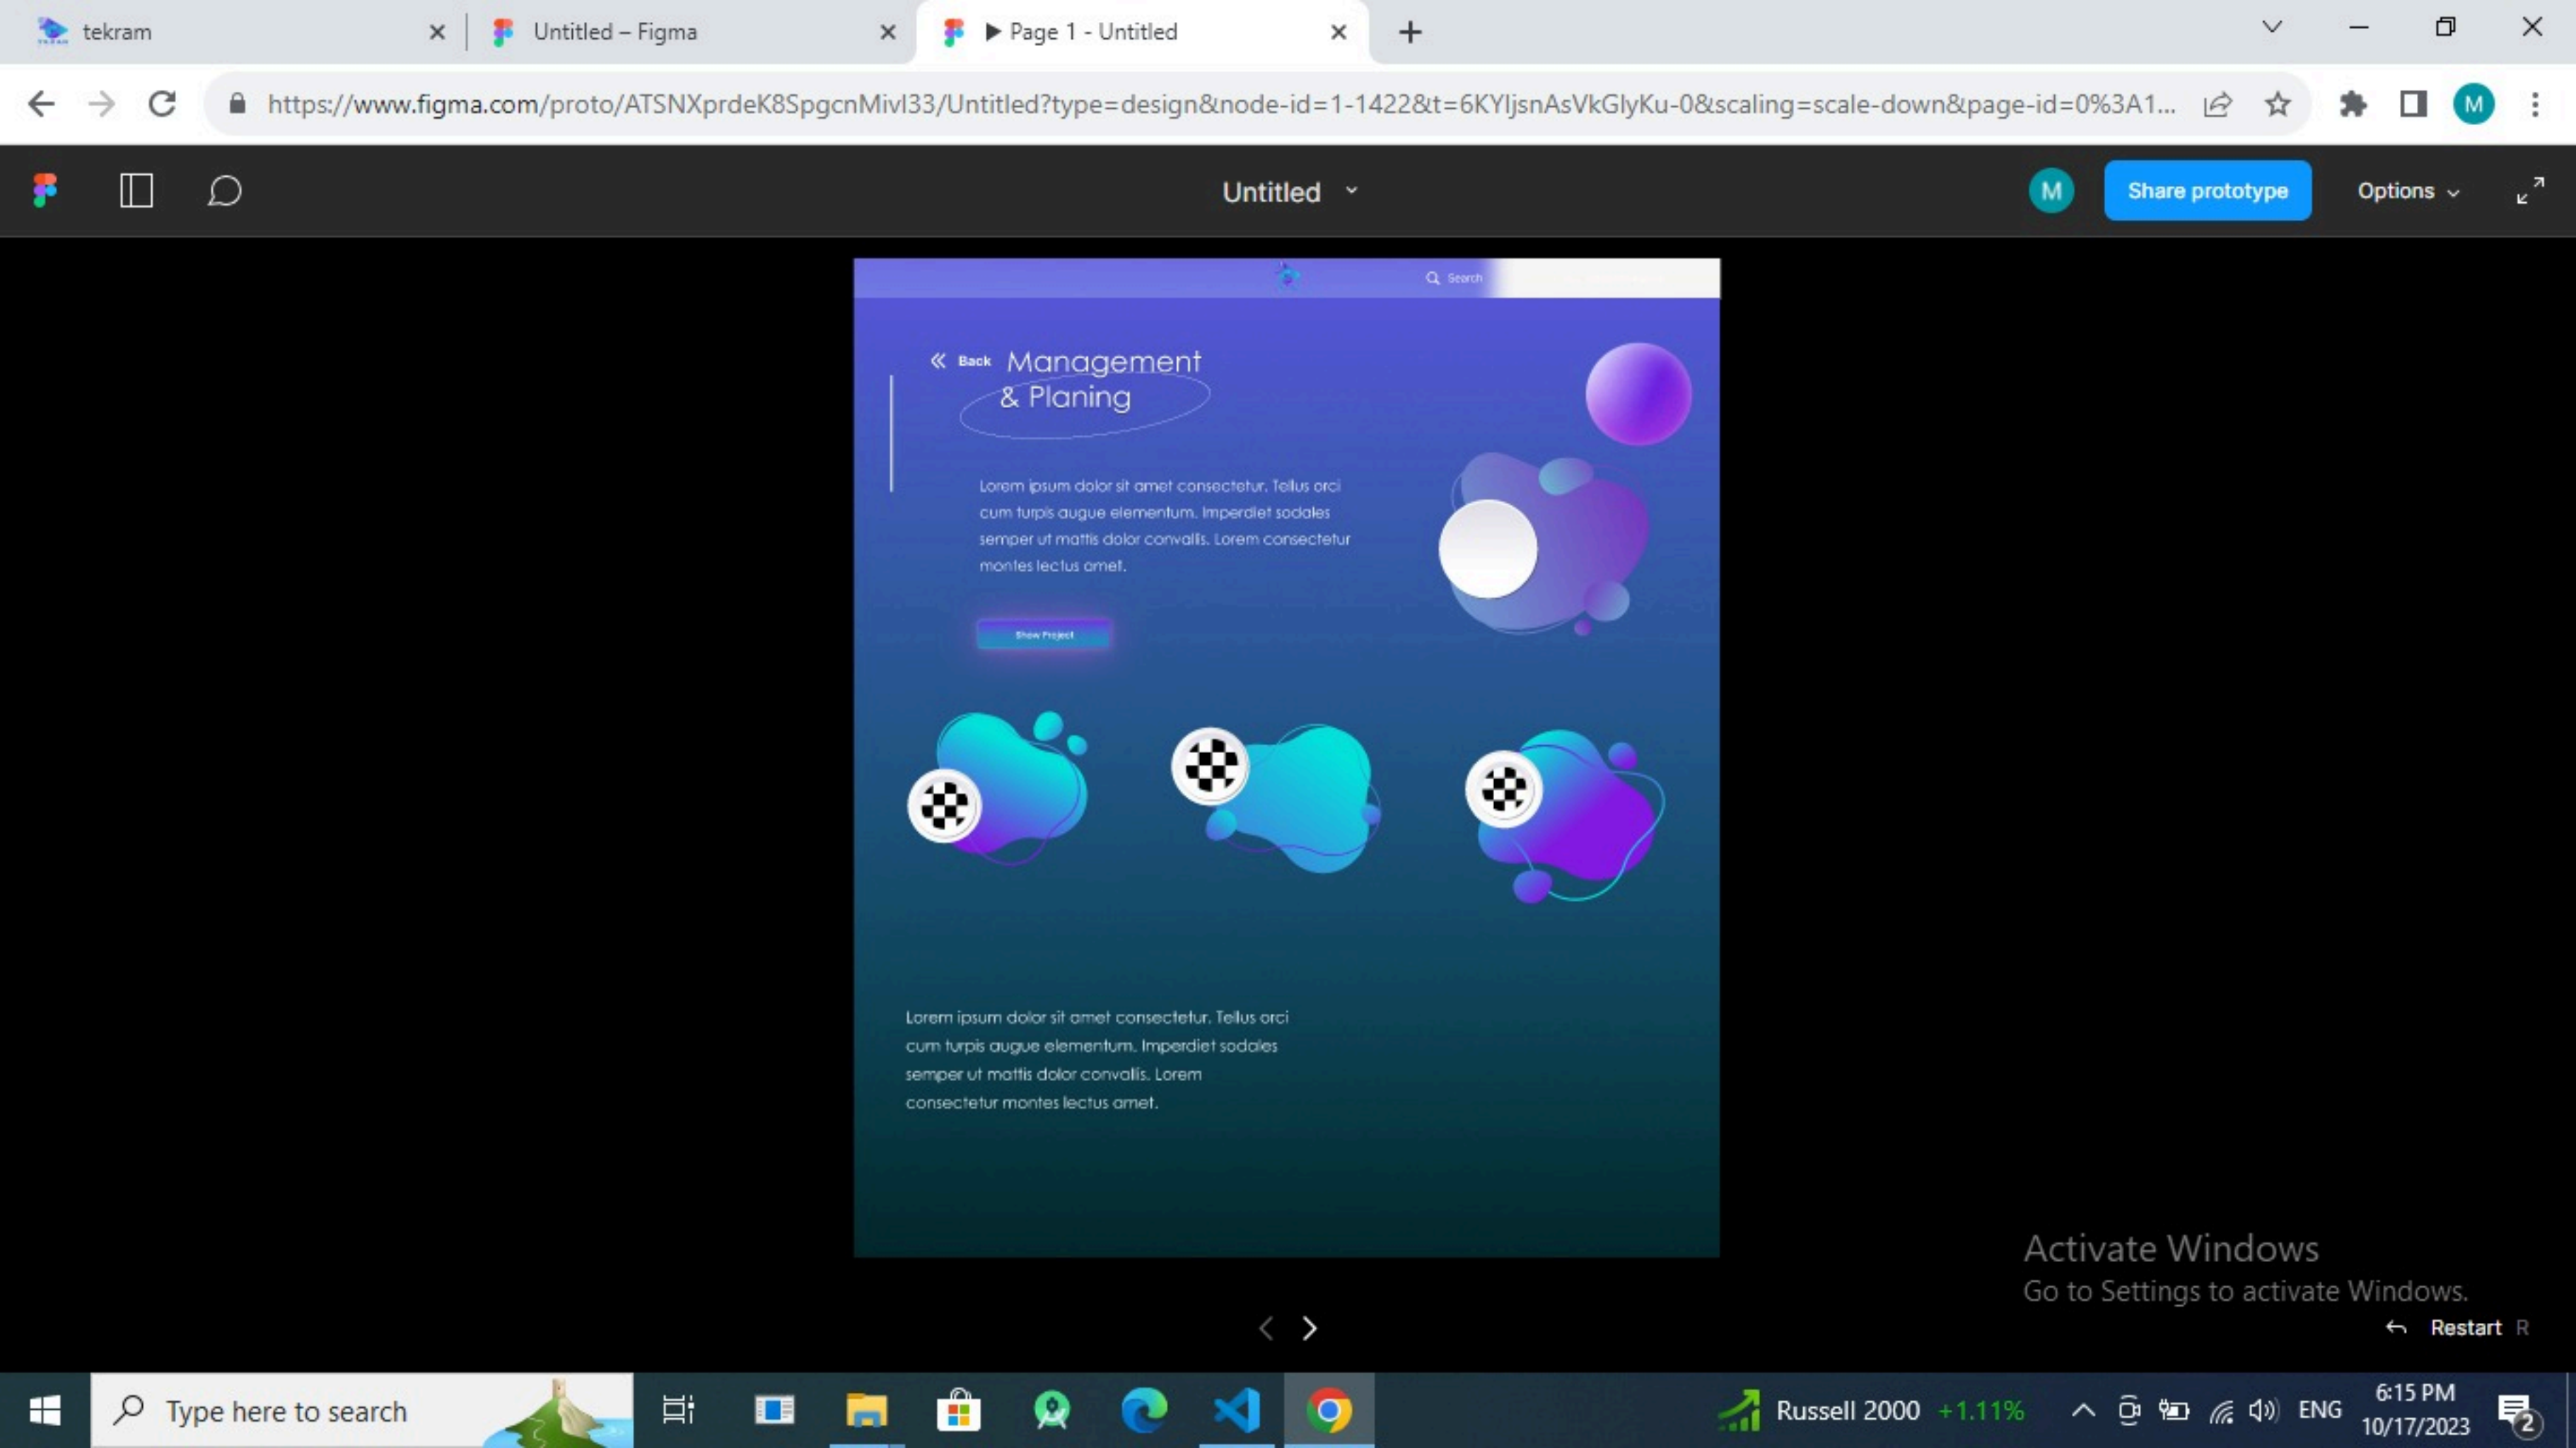 tekram
Untitled – Figma
Page 1 - Untitled
https://www.figma.com/proto/ATSNXprdeK8SpgcnMivI33/Untitled?type=design&node-id=1-1422&t=6KYIjsnAsVkGlyKu-0&scaling=scale-down&page-id=0%3A1...
M
Untitled
M
Share prototype
Options
Search
Back
Management
& Planing
Lorem ipsum dolor sit amet consectetur. Tellus orci
cum turpis augue elementum. Imperdiet sodales
semper ut mattis dolor convallis. Lorem consectetur
montes lectus amet.
Show Project
Lorem ipsum dolor sit amet consectetur. Tellus orci
cum turpis augue elementum. Imperdiet sodales
semper ut mattis dolor convallis. Lorem
consectetur montes lectus amet.
Activate Windows
Go to Settings to activate Windows.
Restart R
Type here to search
Russell 2000 +1.11%
ENG
6:15 PM
10/17/2023
2